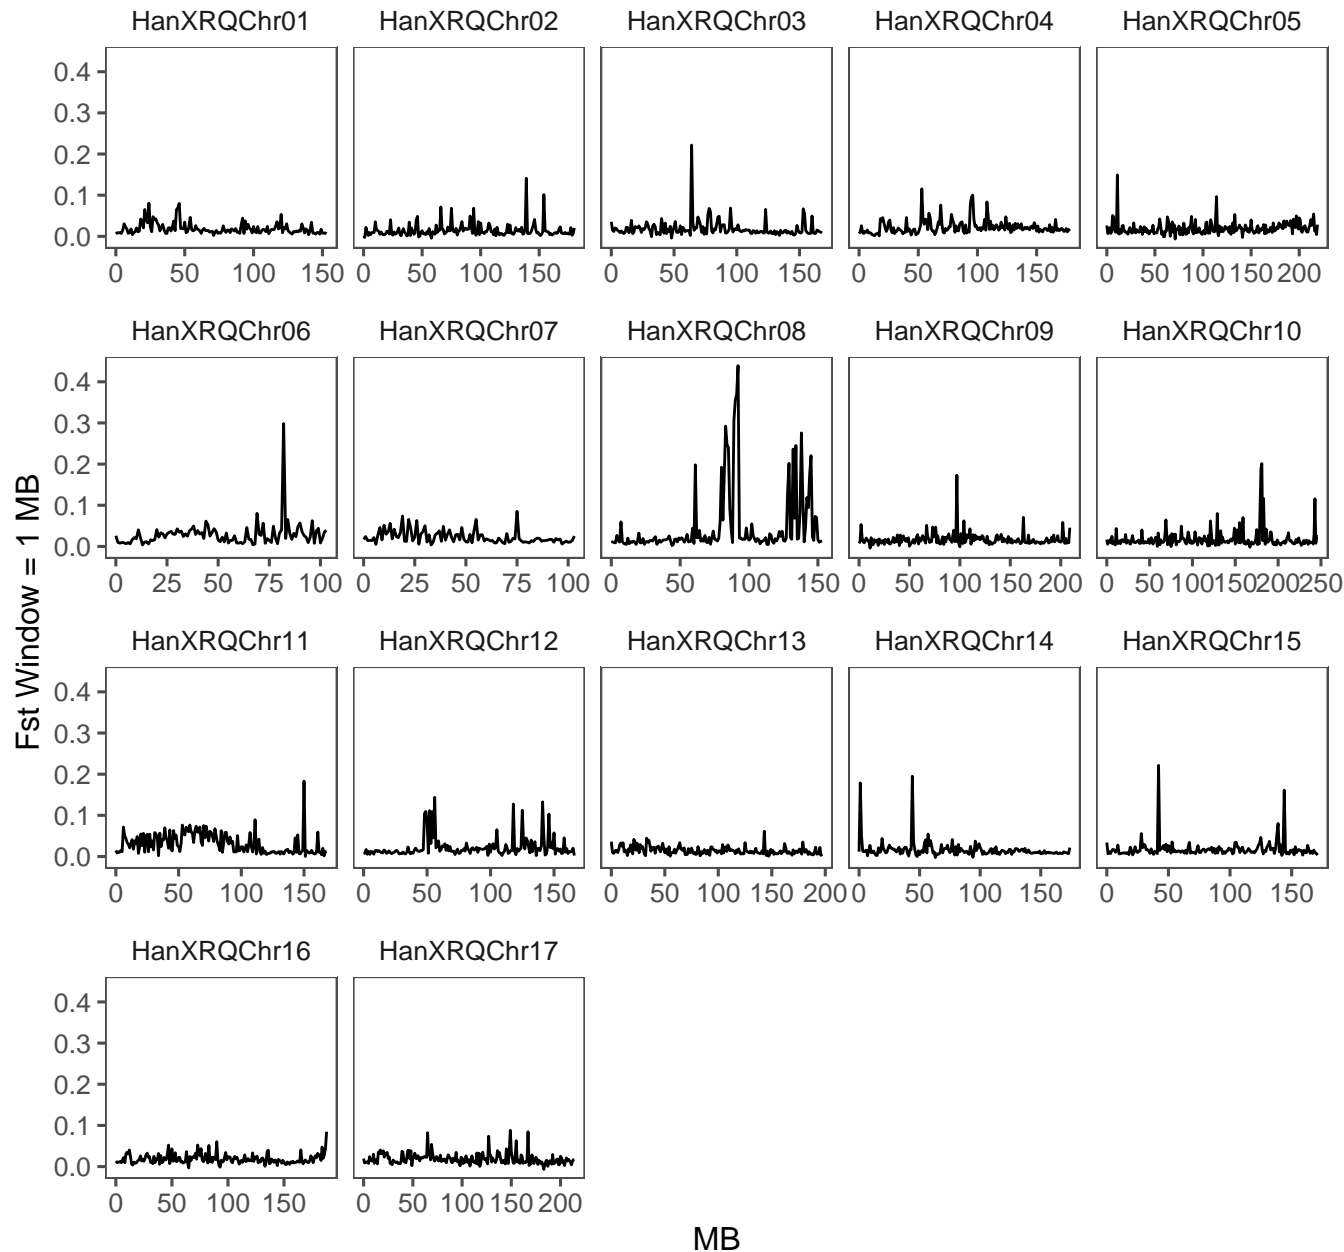 HanXRQChr01 HanXRQChr02 HanXRQChr03 HanXRQChr04 HanXRQChr05
0.4
0.3
0.2
0.1
0.0
0 50 100 150 0 50 100 150 0 50 100 150 0 50 100 150 0 50 100 150 200
HanXRQChr06 HanXRQChr07 HanXRQChr08 HanXRQChr09 HanXRQChr10
0.4
0.3
0.2
0.1
0.0
0 25 50 75 100 0 25 50 75 100 0 50 100 150 0 50 100 150 200 0 50 100 150 200 250
Fst Window = 1 MB
HanXRQChr11 HanXRQChr12 HanXRQChr13 HanXRQChr14 HanXRQChr15
0.4
0.3
0.2
0.1
0.0
0 50 100 150 0 50 100 150 0 50 100 150 200 0 50 100 150 0 50 100 150
HanXRQChr16 HanXRQChr17
0.4
0.3
0.2
0.1
0.0
0 50 100 150 0 50 100 150 200
MB